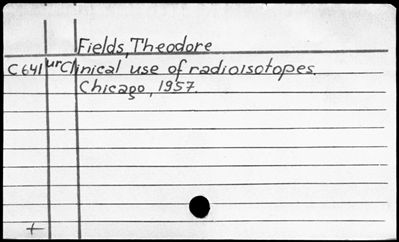 Fields, Theodore
C641 ur Clinical use of radioisotopes.
Chicago, 1957.
+